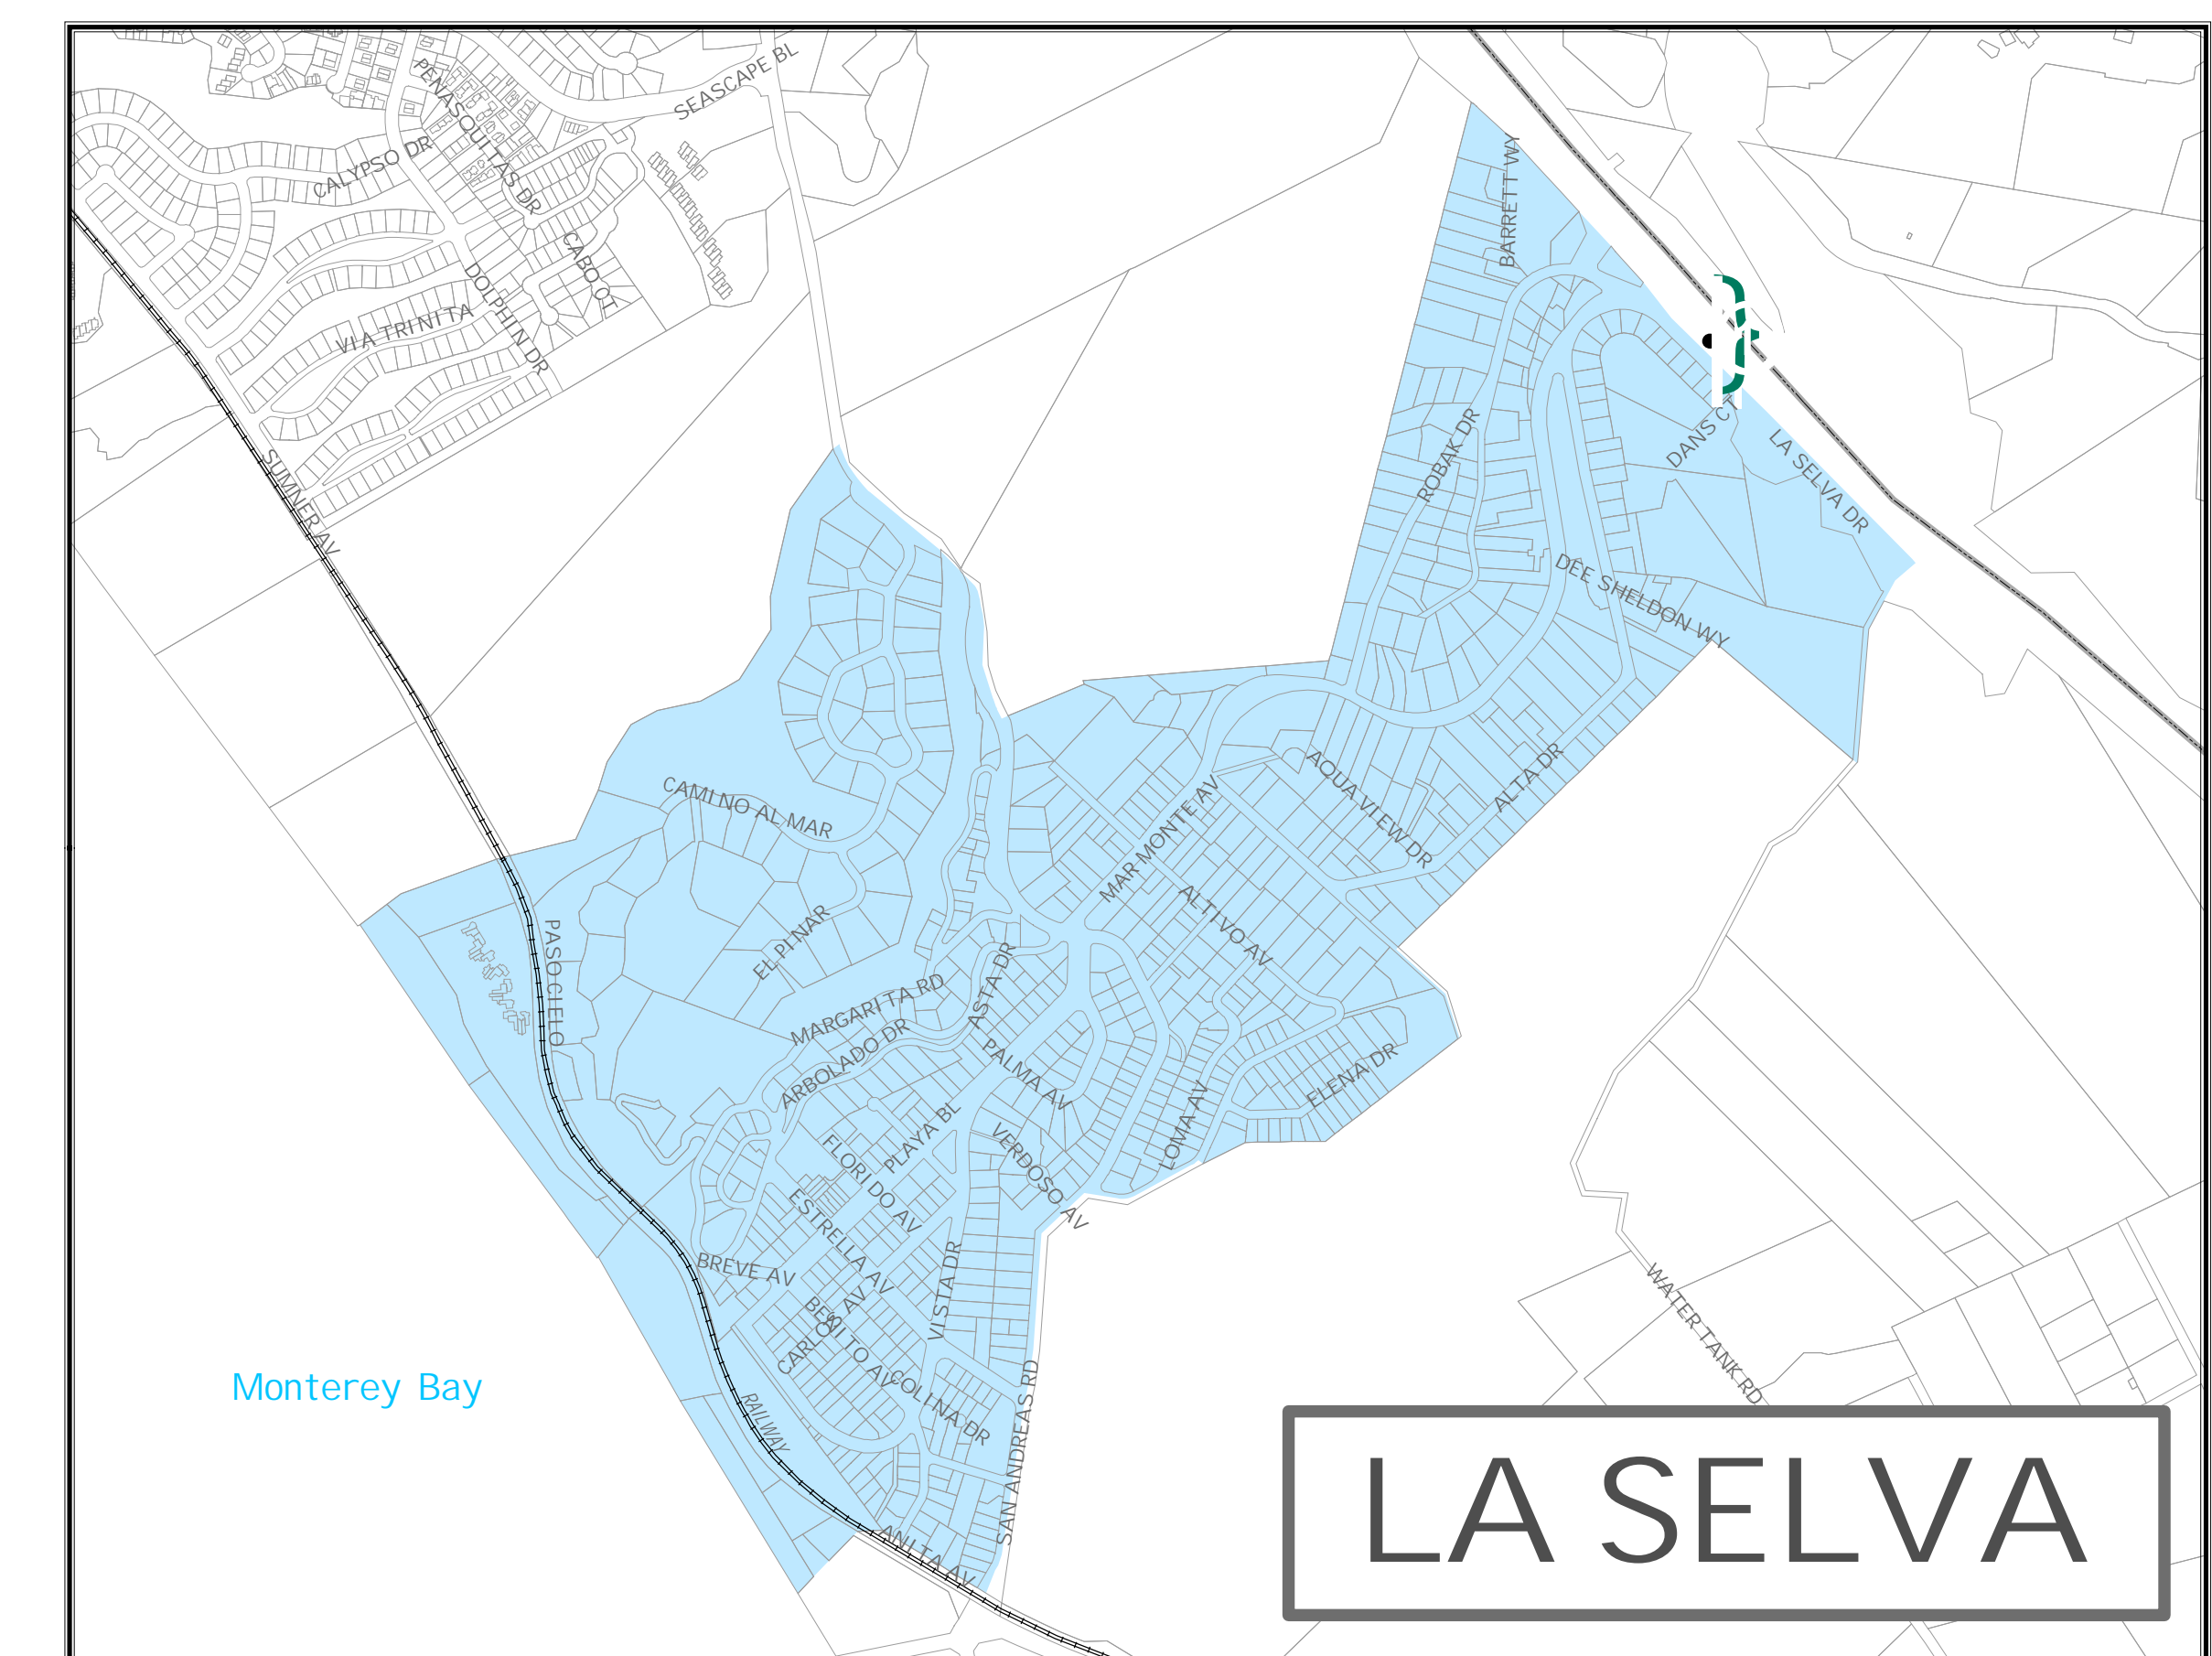 SEASCAPE BL
PENASQUITAS DR
CALYPSO DR
CABO CT
DOLPHIN DR
VIA TRINITA
SUMNER AV
BARRETT WY
ROBAK DR
DANS CT
LA SELVA DR
DEE SHELDON WY
CAMINO AL MAR
AQUA VIEW DR
ALTA DR
MAR MONTE AV
ALTIVO AV
EL PINAR
PASO CIELO
MARGARITA RD
ASTA DR
ARBOLADO DR
PALMA AV
ELENA DR
LOMA AV
PLAYA BL
FLORIDO AV
VERDOSO AV
ESTRELLA AV
BREVE AV
VISTA DR
BENITO AV
CARLOS AV
COLINA DR
WATER TANK RD
Monterey Bay
RAILWAY
SAN ANDREAS RD
ANITA AV
LA SELVA